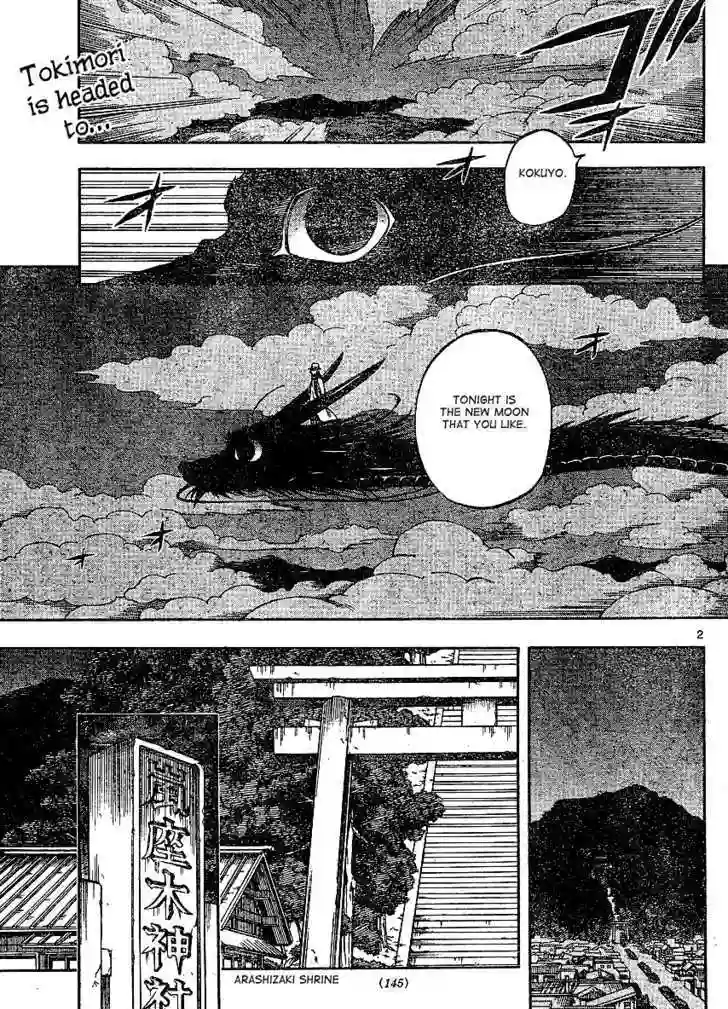 Tokimori
is headed
to...
KOKUYO.
TONIGHT IS
THE NEW MOON
THAT YOU LIKE.
2
嵐座木神社
ARASHIZAKI SHRINE
(145)